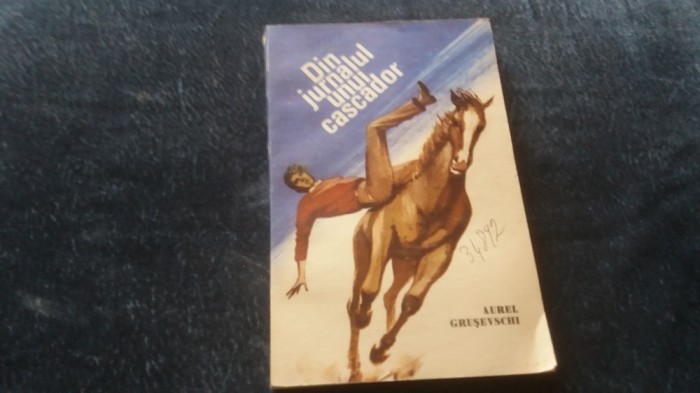 Din
jurnalul
unui
cascador
34892
AUREL
GRUŞEVSCHI